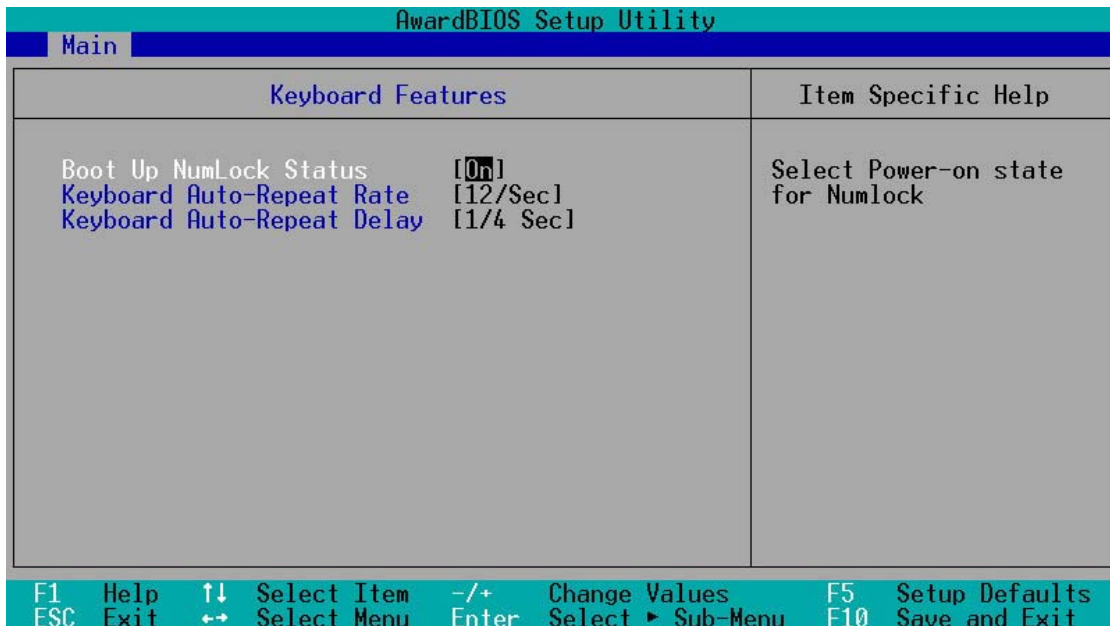 AwardBIOS Setup Utility
Main
Keyboard Features
Item Specific Help
Boot Up NumLock Status [On]
Keyboard Auto-Repeat Rate [12/Sec]
Keyboard Auto-Repeat Delay [1/4 Sec]
Select Power-on state
for Numlock
F1 Help ↑↓ Select Item -/+ Change Values F5 Setup Defaults
ESC Exit ←→ Select Menu Enter Select ► Sub-Menu F10 Save and Exit